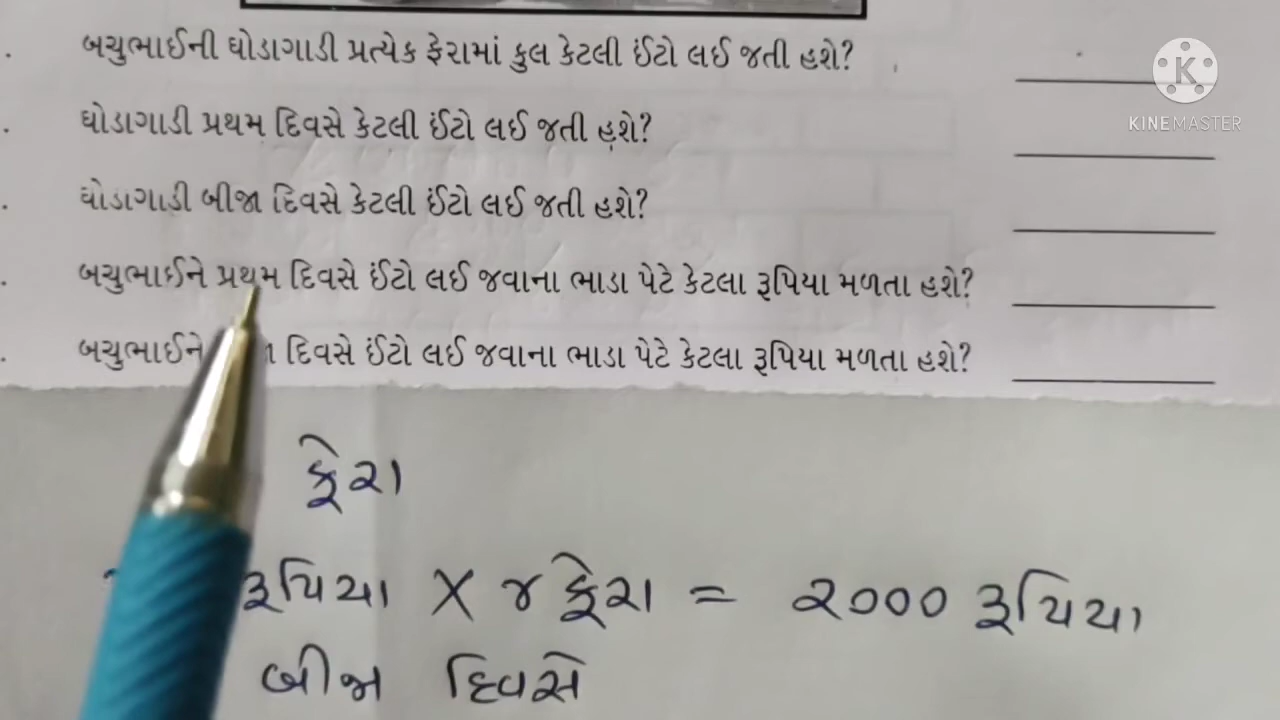 બચુભાઈની ઘોડાગાડી પ્રત્યેક ફેરામાં કુલ કેટલી ઈંટો લઈ જતી હશે?
ઘોડાગાડી પ્રથમ દિવસે કેટલી ઈંટો લઈ જતી હશે?
ઘોડાગાડી બીજા દિવસે કેટલી ઈંટો લઈ જતી હશે?
બચુભાઈને પ્રથમ દિવસે ઈંટો લઈ જવાના ભાડા પેટે કેટલા રૂપિયા મળતા હશે?
બચુભાઈને દિવસે ઈંટો લઈ જવાના ભાડા પેટે કેટલા રૂપિયા મળતા હશે?
ફેરા
રૂપિયા X ૪ ફેરા = ૨૦૦૦ રૂપિયા
બીજા દિવસે
K
KINEMASTER